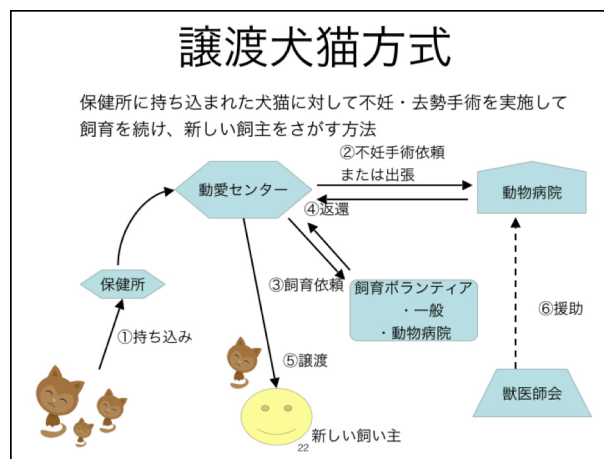 譲渡犬猫方式
保健所に持ち込まれた犬猫に対して不妊・去勢手術を実施して
飼育を続け、新しい飼主をさがす方法
②不妊手術依頼
または出張
動愛センター
動物病院
④返還
保健所
③飼育依頼
飼育ボランティア
・一般
・動物病院
⑥援助
①持ち込み
⑤譲渡
獣医師会
新しい飼い主
22